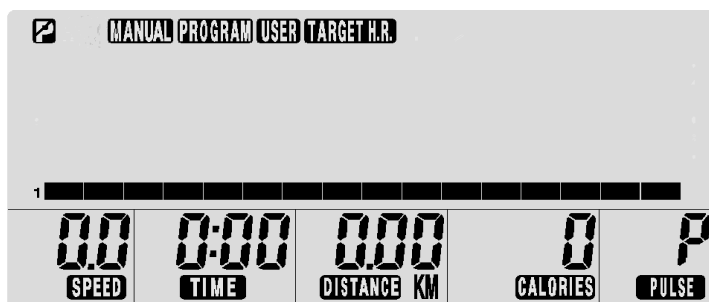 MANUAL PROGRAM USER TARGET H.R.
1
0.0 0:00 0.00 0 P
SPEED TIME DISTANCE KM CALORIES PULSE